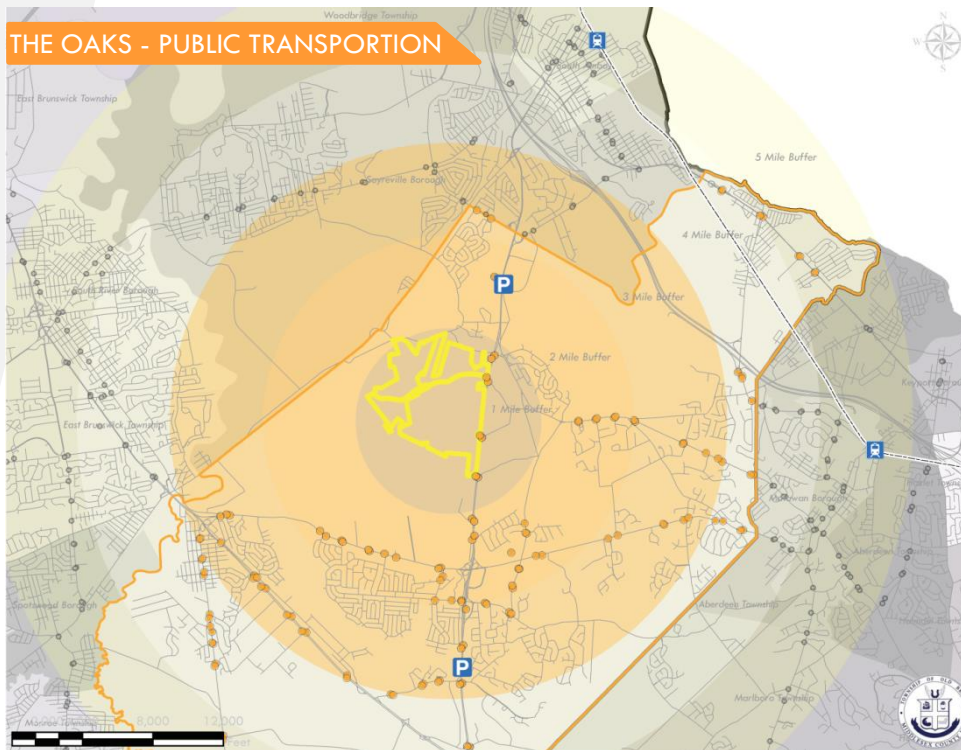 Woodbridge Township
THE OAKS - PUBLIC TRANSPORTION
N
W
S
East Brunswick Township
5 Mile Buffer
Sayreville Borough
4 Mile Buffer
P
South River Borough
3 Mile Buffer
2 Mile Buffer
1 Mile Buffer
East Brunswick Township
Matawan Borough
Spotswood Borough
Aberdeen Township
P
Marlboro Township
Monroe Township
8,000
12,000
Feet